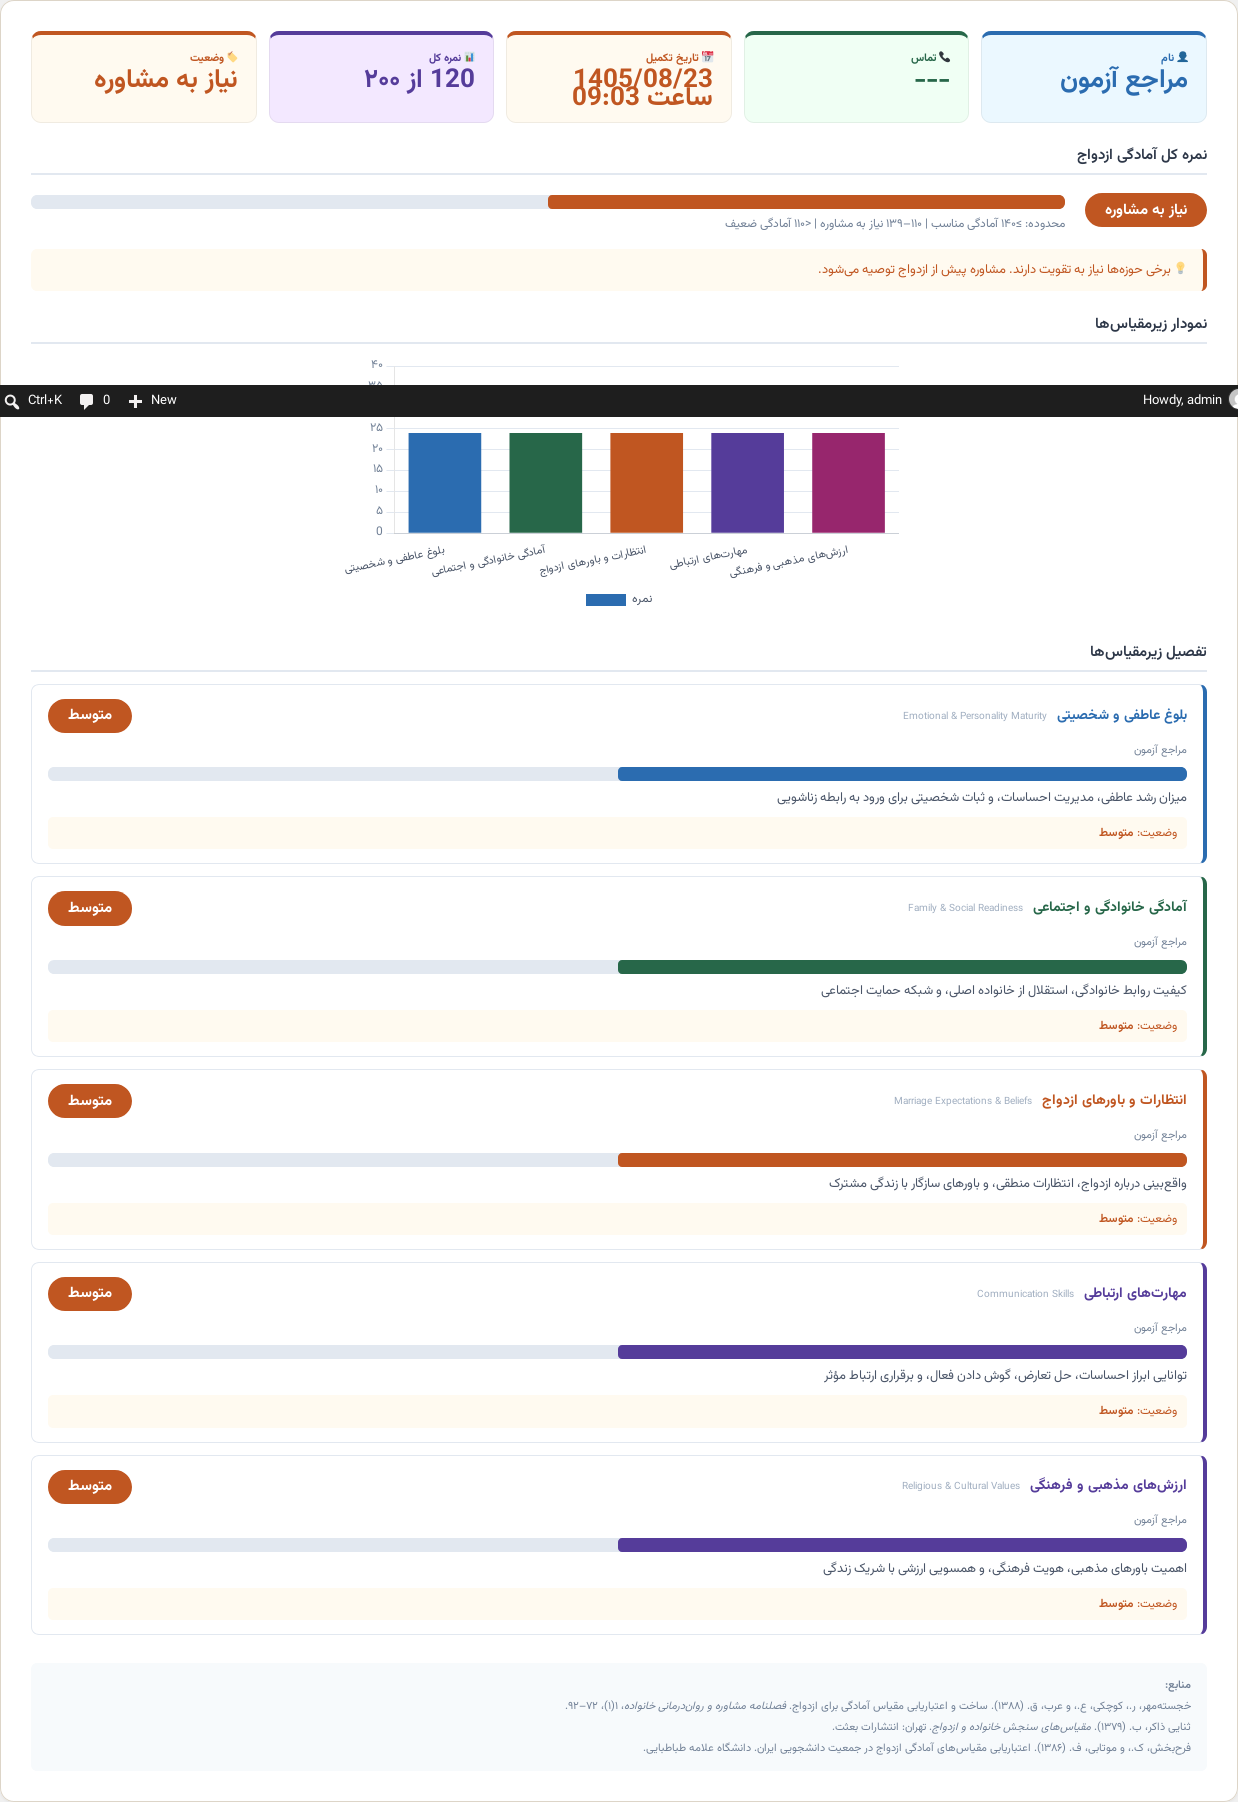 نام
مراجع آزمون
تماس
---
تاریخ تکمیل
1405/08/23
ساعت 09:03
نمره کل
120 از ۲۰۰
وضعیت
نیاز به مشاوره
نمره کل آمادگی ازدواج
نیاز به مشاوره
محدوده: ≥۱۴۰ آمادگی مناسب | ۱۱۰–۱۳۹ نیاز به مشاوره | <۱۱۰ آمادگی ضعیف
برخی حوزه‌ها نیاز به تقویت دارند. مشاوره پیش از ازدواج توصیه می‌شود.
نمودار زیرمقیاس‌ها
۴۰
Ctrl+K 0 New Howdy, admin
۲۵
۲۰
۱۵
۱۰
۵
0
بلوغ عاطفی و شخصیتی
آمادگی خانوادگی و اجتماعی
انتظارات و باورهای ازدواج
مهارت‌های ارتباطی
ارزش‌های مذهبی و فرهنگی
نمره
تفصیل زیرمقیاس‌ها
بلوغ عاطفی و شخصیتی Emotional & Personality Maturity متوسط
مراجع آزمون
میزان رشد عاطفی، مدیریت احساسات، و ثبات شخصیتی برای ورود به رابطه زناشویی
وضعیت: متوسط
آمادگی خانوادگی و اجتماعی Family & Social Readiness متوسط
مراجع آزمون
کیفیت روابط خانوادگی، استقلال از خانواده اصلی، و شبکه حمایت اجتماعی
وضعیت: متوسط
انتظارات و باورهای ازدواج Marriage Expectations & Beliefs متوسط
مراجع آزمون
واقع‌بینی درباره ازدواج، انتظارات منطقی، و باورهای سازگار با زندگی مشترک
وضعیت: متوسط
مهارت‌های ارتباطی Communication Skills متوسط
مراجع آزمون
توانایی ابراز احساسات، حل تعارض، گوش دادن فعال، و برقراری ارتباط مؤثر
وضعیت: متوسط
ارزش‌های مذهبی و فرهنگی Religious & Cultural Values متوسط
مراجع آزمون
اهمیت باورهای مذهبی، هویت فرهنگی، و همسویی ارزشی با شریک زندگی
وضعیت: متوسط
منابع:
خجسته‌مهر، ر.، کوچکی، ع.، و عرب، ق. (۱۳۸۸). ساخت و اعتباریابی مقیاس آمادگی برای ازدواج. فصلنامه مشاوره و روان‌درمانی خانواده، ۱(۱)، ۷۲–۹۲.
ثنایی ذاکر، ب. (۱۳۷۹). مقیاس‌های سنجش خانواده و ازدواج. تهران: انتشارات بعثت.
فرح‌بخش، ک.، و موتابی، ف. (۱۳۸۶). اعتباریابی مقیاس‌های آمادگی ازدواج در جمعیت دانشجویی ایران. دانشگاه علامه طباطبایی.